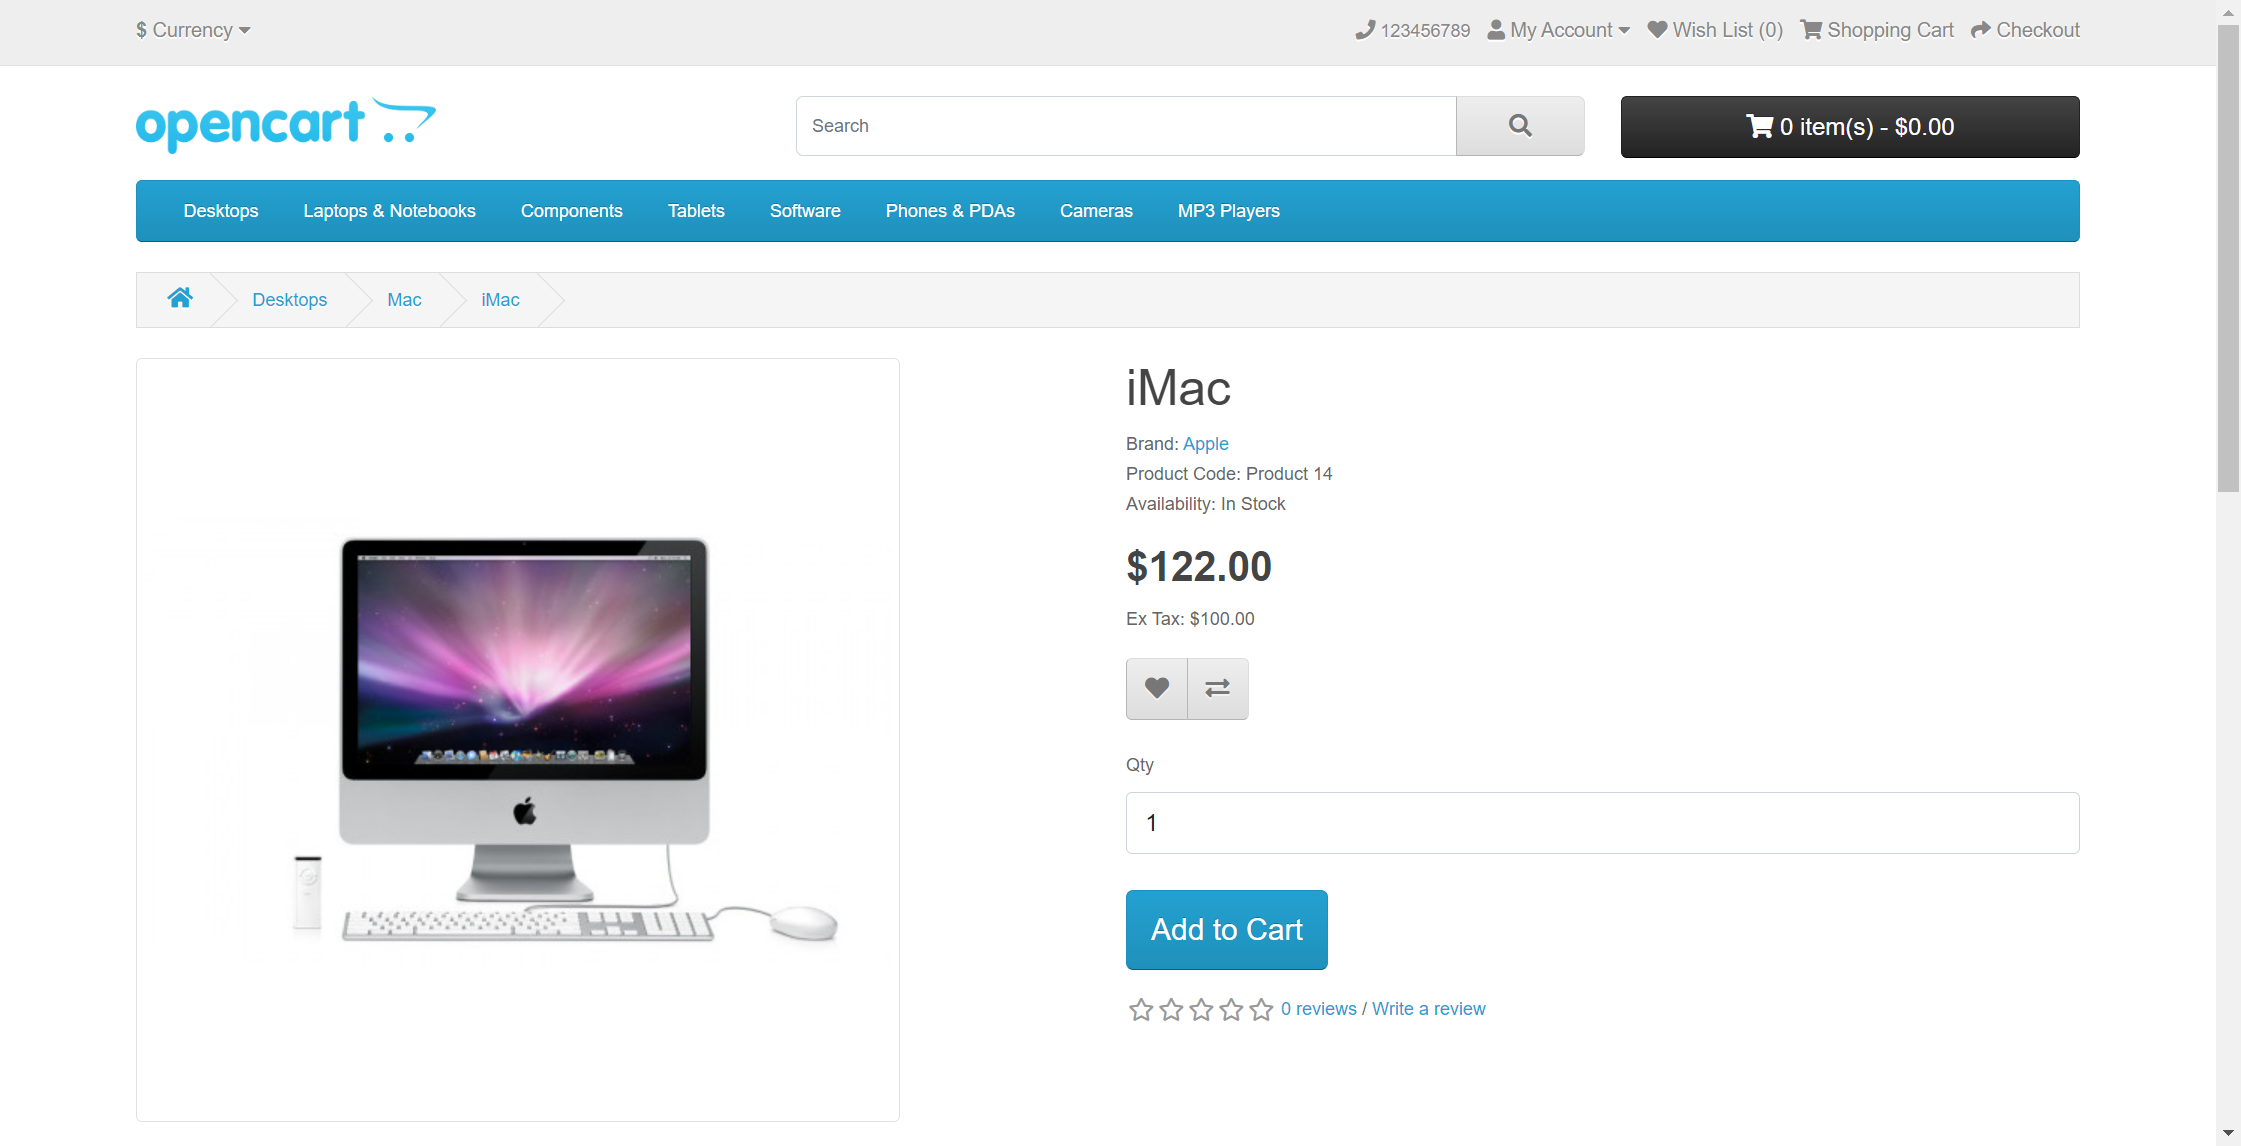 $ Currency
123456789 My Account Wish List (0) Shopping Cart Checkout
opencart
Search
0 item(s) - $0.00
Desktops Laptops & Notebooks Components Tablets Software Phones & PDAs Cameras MP3 Players
Desktops Mac iMac
iMac
Brand: Apple
Product Code: Product 14
Availability: In Stock
$122.00
Ex Tax: $100.00
Qty
1
Add to Cart
0 reviews / Write a review